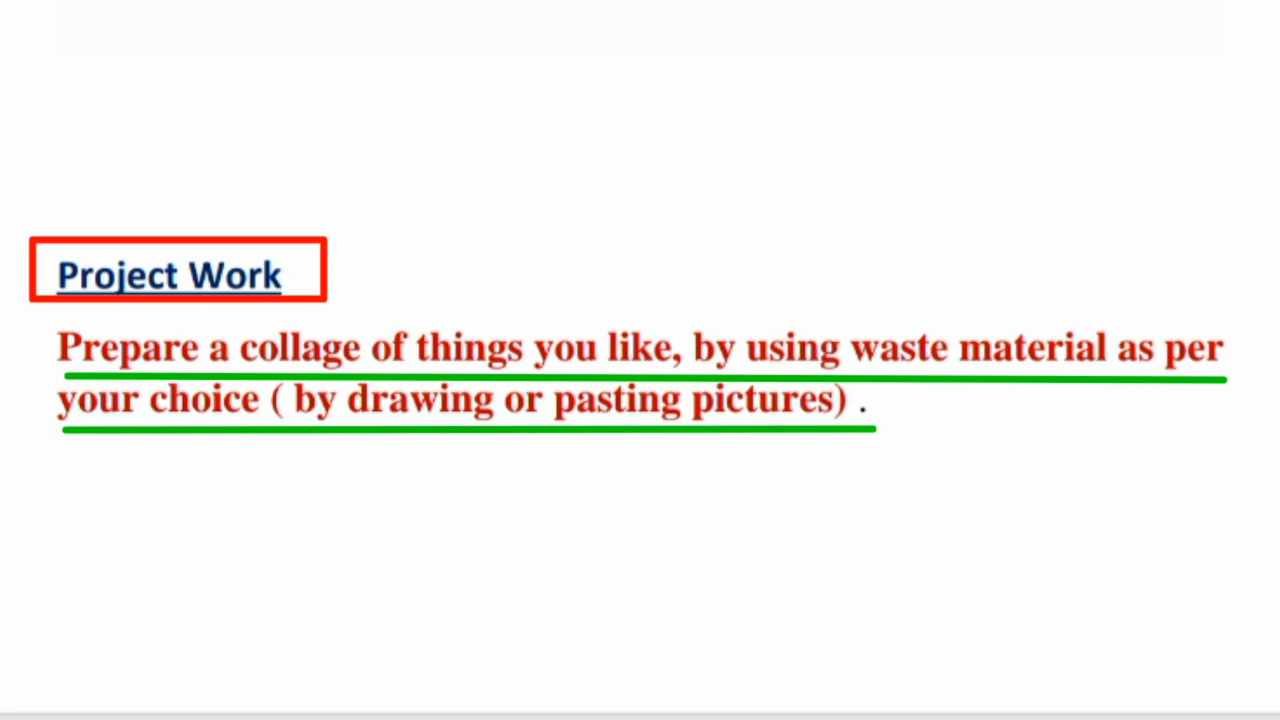 Project Work
Prepare a collage of things you like, by using waste material as per
your choice ( by drawing or pasting pictures) .